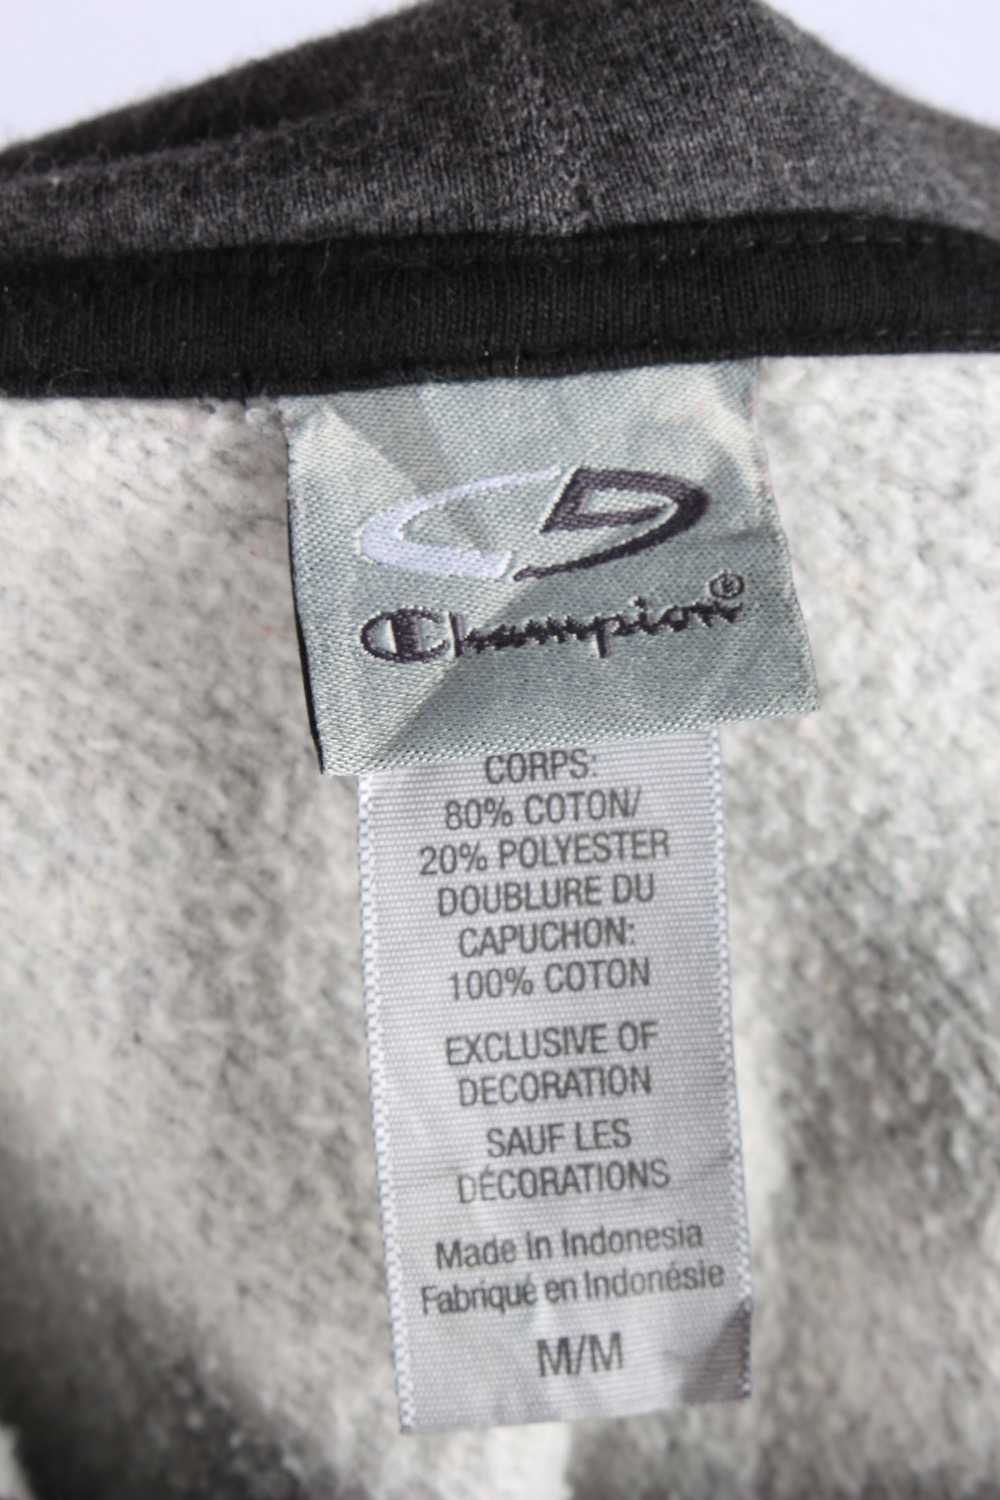 Champion®
CORPS:
80% COTON/
20% POLYESTER
DOUBLURE DU
CAPUCHON:
100% COTON
EXCLUSIVE OF
DECORATION
SAUF LES
DÉCORATIONS
Made in Indonesia
Fabriqué en Indonésie
M/M